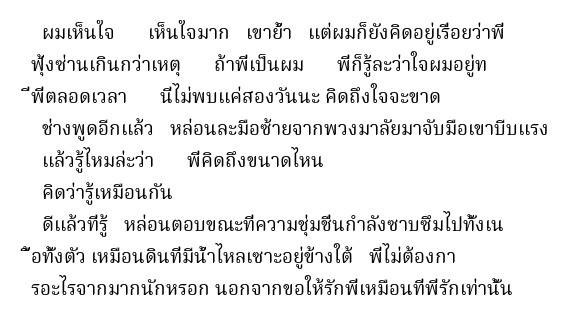 ผมเห็นใจ เห็นใจมาก เขาย้ำ แต่ผมก็ยังคิดอยู่เรื่อยว่าพี่
ฟุ้งซ่านเกินกว่าเหตุ ถ้าพี่เป็นผม พี่ก็รู้ละว่าใจผมอยู่ท
ี่พี่ตลอดเวลา นี่ไม่พบแค่สองวันนะ คิดถึงใจจะขาด
ช่างพูดอีกแล้ว หล่อนละมือซ้ายจากพวงมาลัยมาจับมือเขาบีบแรง
แล้วรู้ไหมล่ะว่า พี่คิดถึงขนาดไหน
คิดว่ารู้เหมือนกัน
ดีแล้วที่รู้ หล่อนตอบขณะที่ความชุ่มชื่นกำลังซาบซึมไปทั้งเน
ื้อทั้งตัว เหมือนดินที่มีน้ำไหลเซาะอยู่ข้างใต้ พี่ไม่ต้องกา
รอะไรจากมากนักหรอก นอกจากขอให้รักพี่เหมือนที่พี่รักเท่านั้น